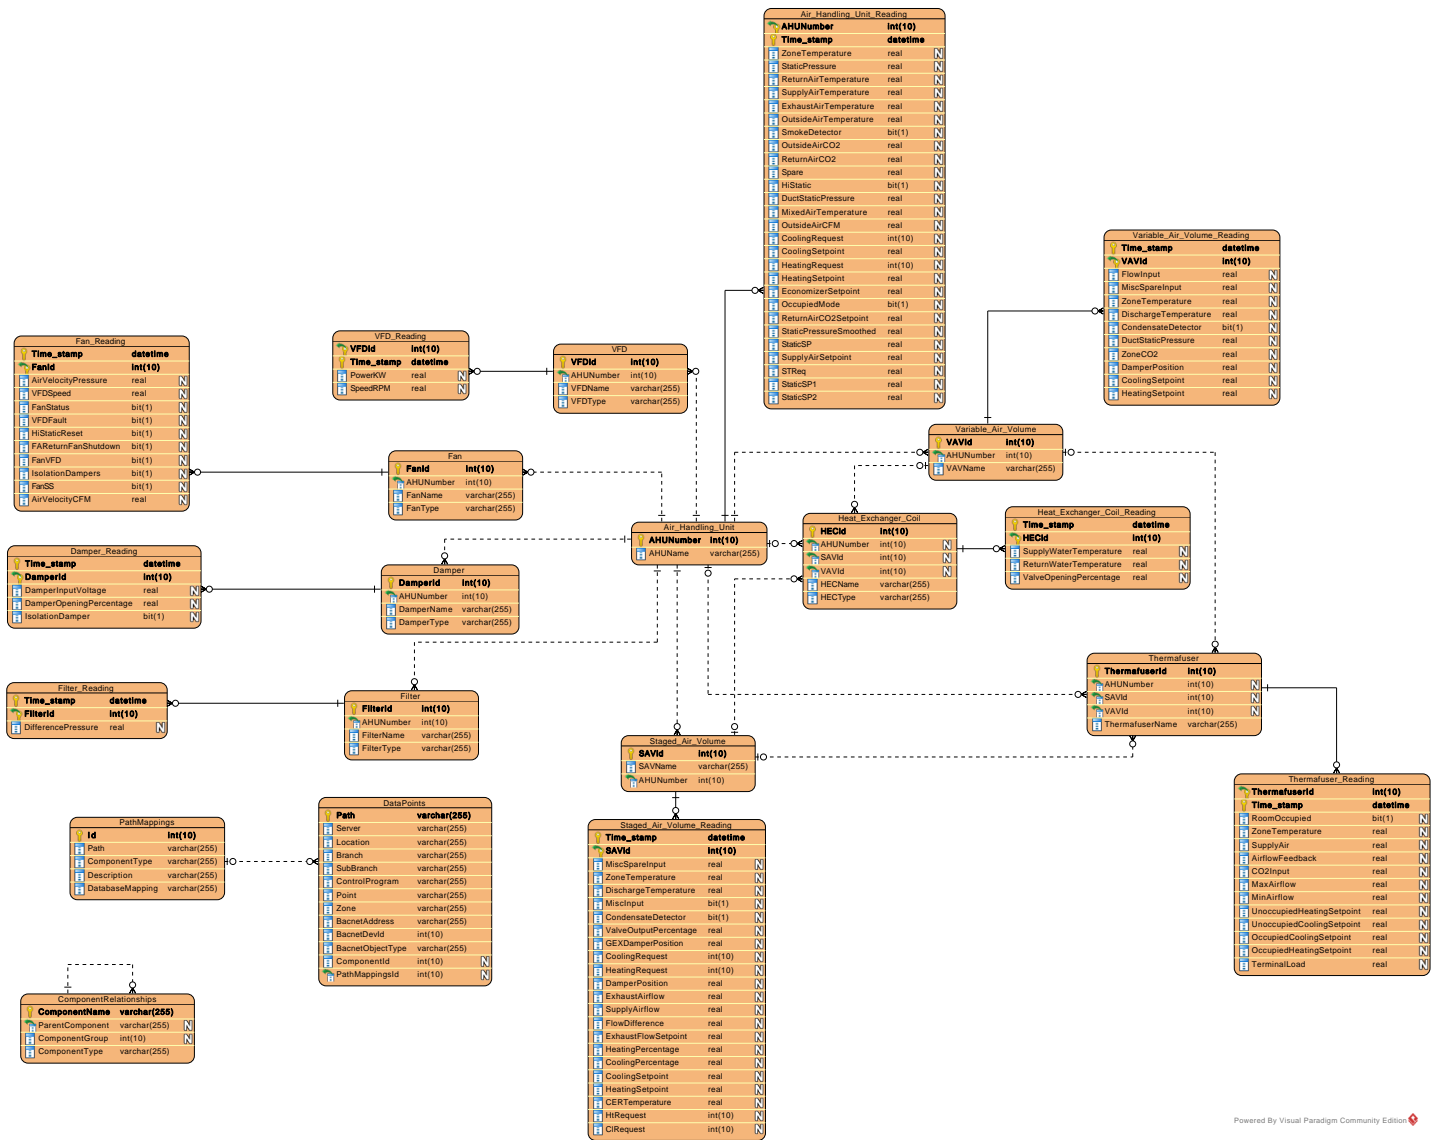 Air_Handling_Unit_Reading
AHUNumber int(10)
Time_stamp datetime
ZoneTemperature real N
StaticPressure real N
ReturnAirTemperature real N
SupplyAirTemperature real N
ExhaustAirTemperature real N
OutsideAirTemperature real N
SmokeDetector bit(1) N
OutsideAirCO2 real N
ReturnAirCO2 real N
Spare real N
HiStatic bit(1) N
DuctStaticPressure real N
MixedAirTemperature real N
OutsideAirCFM real N
CoolingRequest int(10) N
CoolingSetpoint real N
HeatingRequest int(10) N
HeatingSetpoint real N
EconomizerSetpoint real N
OccupiedMode bit(1) N
ReturnAirCO2Setpoint real N
StaticPressureSmoothed real N
StaticSP real N
SupplyAirSetpoint real N
STReq real N
StaticSP1 real N
StaticSP2 real N
Variable_Air_Volume_Reading
Time_stamp datetime
VAVId int(10)
FlowInput real N
MiscSpareInput real N
ZoneTemperature real N
DischargeTemperature real N
CondensateDetector bit(1) N
DuctStaticPressure real N
ZoneCO2 real N
DamperPosition real N
CoolingSetpoint real N
HeatingSetpoint real N
Fan_Reading
Time_stamp datetime
FanId int(10)
AirVelocityPressure real N
VFDSpeed real N
FanStatus bit(1) N
VFDFault bit(1) N
HiStaticReset bit(1) N
FAReturnFanShutdown bit(1) N
FanVFD bit(1) N
IsolationDampers bit(1) N
FanSS bit(1) N
AirVelocityCFM real N
VFD_Reading
VFDId int(10)
Time_stamp datetime
PowerKW real N
SpeedRPM real N
VFD
VFDId int(10)
AHUNumber int(10)
VFDName varchar(255)
VFDType varchar(255)
Fan
FanId int(10)
AHUNumber int(10)
FanName varchar(255)
FanType varchar(255)
Variable_Air_Volume
VAVId int(10)
AHUNumber int(10)
VAVName varchar(255)
Air_Handling_Unit
AHUNumber int(10)
AHUName varchar(255)
Heat_Exchanger_Coil
HECId int(10)
AHUNumber int(10) N
SAVId int(10) N
VAVId int(10) N
HECName varchar(255)
HECType varchar(255)
Heat_Exchanger_Coil_Reading
Time_stamp datetime
HECId int(10)
SupplyWaterTemperature real N
ReturnWaterTemperature real N
ValveOpeningPercentage real N
Damper_Reading
Time_stamp datetime
DamperId int(10)
DamperInputVoltage real N
DamperOpeningPercentage real N
IsolationDamper bit(1) N
Damper
DamperId int(10)
AHUNumber int(10)
DamperName varchar(255)
DamperType varchar(255)
Filter_Reading
Time_stamp datetime
FilterId int(10)
DifferencePressure real N
Filter
FilterId int(10)
AHUNumber int(10)
FilterName varchar(255)
FilterType varchar(255)
Thermafuser
ThermafuserId int(10)
AHUNumber int(10) N
SAVId int(10) N
VAVId int(10) N
ThermafuserName varchar(255)
Staged_Air_Volume
SAVId int(10)
SAVName varchar(255)
AHUNumber int(10)
Thermafuser_Reading
ThermafuserId int(10)
Time_stamp datetime
RoomOccupied bit(1) N
ZoneTemperature real N
SupplyAir real N
AirflowFeedback real N
CO2Input real N
MaxAirflow real N
MinAirflow real N
UnoccupiedHeatingSetpoint real N
UnoccupiedCoolingSetpoint real N
OccupiedCoolingSetpoint real N
OccupiedHeatingSetpoint real N
TerminalLoad real N
PathMappings
Id int(10)
Path varchar(255)
ComponentType varchar(255)
Description varchar(255)
DatabaseMapping varchar(255)
DataPoints
Path varchar(255)
Server varchar(255)
Location varchar(255)
Branch varchar(255)
SubBranch varchar(255)
ControlProgram varchar(255)
Point varchar(255)
Zone varchar(255)
BacnetAddress varchar(255)
BacnetDevId int(10)
BacnetObjectType varchar(255)
ComponentId int(10) N
PathMappingsId int(10) N
Staged_Air_Volume_Reading
Time_stamp datetime
SAVId int(10)
MiscSpareInput real N
ZoneTemperature real N
DischargeTemperature real N
MiscInput bit(1) N
CondensateDetector bit(1) N
ValveOutputPercentage real N
GEXDamperPosition real N
CoolingRequest int(10) N
HeatingRequest int(10) N
DamperPosition real N
ExhaustAirflow real N
SupplyAirflow real N
FlowDifference real N
ExhaustFlowSetpoint real N
HeatingPercentage real N
CoolingPercentage real N
CoolingSetpoint real N
HeatingSetpoint real N
CERTemperature real N
HtRequest int(10) N
ClRequest int(10) N
ComponentRelationships
ComponentName varchar(255)
ParentComponent varchar(255) N
ComponentGroup int(10) N
ComponentType varchar(255)
Powered By Visual Paradigm Community Edition